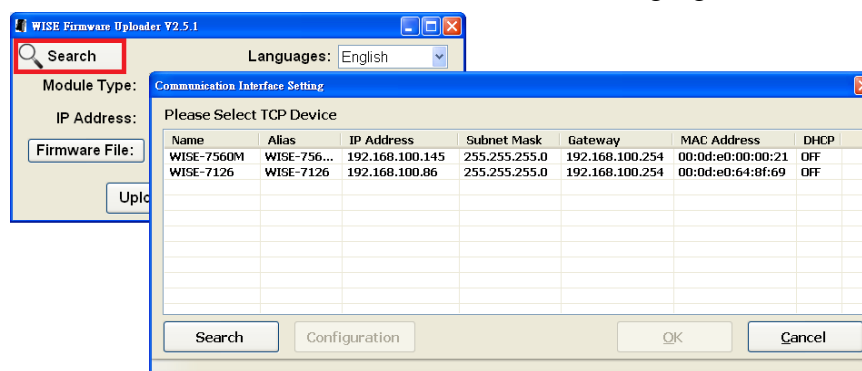 WISE Firmware Uploader V2.5.1
Search
Languages: English
Module Type:
IP Address:
Firmware File:
Communication Interface Setting
Please Select TCP Device
Name Alias IP Address Subnet Mask Gateway MAC Address DHCP
WISE-7560M WISE-756... 192.168.100.145 255.255.255.0 192.168.100.254 00:0d:e0:00:00:21 OFF
WISE-7126 WISE-7126 192.168.100.86 255.255.255.0 192.168.100.254 00:0d:e0:64:8f:69 OFF
Search Configuration OK Cancel